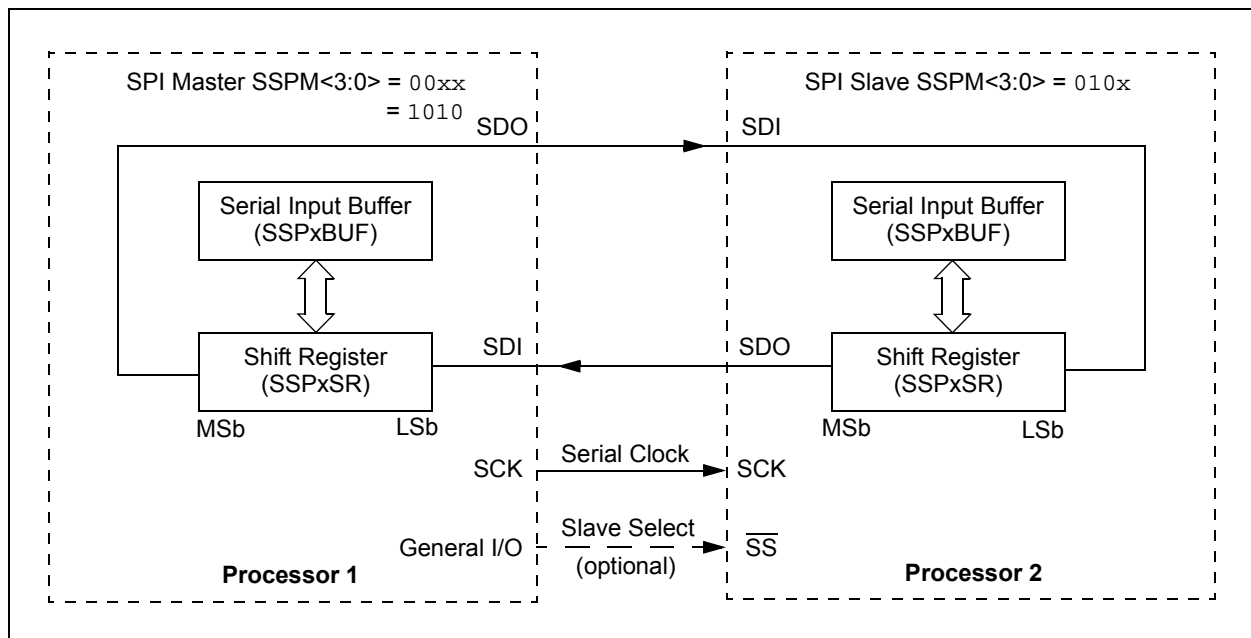 SPI Master SSPM<3:0> = 00xx
= 1010
SDO
Serial Input Buffer
(SSPxBUF)
Shift Register
(SSPxSR)
MSb
LSb
SDI
SCK
General I/O
Processor 1
Serial Clock
Slave Select
(optional)
SPI Slave SSPM<3:0> = 010x
SDI
Serial Input Buffer
(SSPxBUF)
SDO
Shift Register
(SSPxSR)
MSb
LSb
SCK
S̅S̅
Processor 2